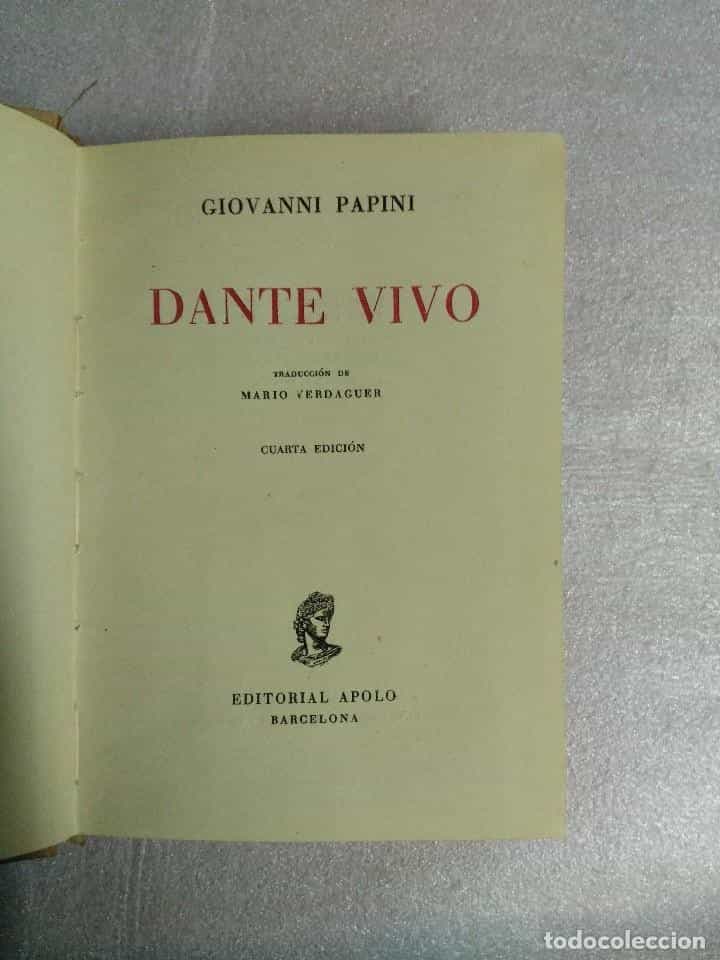 GIOVANNI PAPINI
DANTE VIVO
TRADUCCIÓN DE
MARIO VERDAGUER
CUARTA EDICIÓN
EDITORIAL APOLO
BARCELONA
todocoleccion